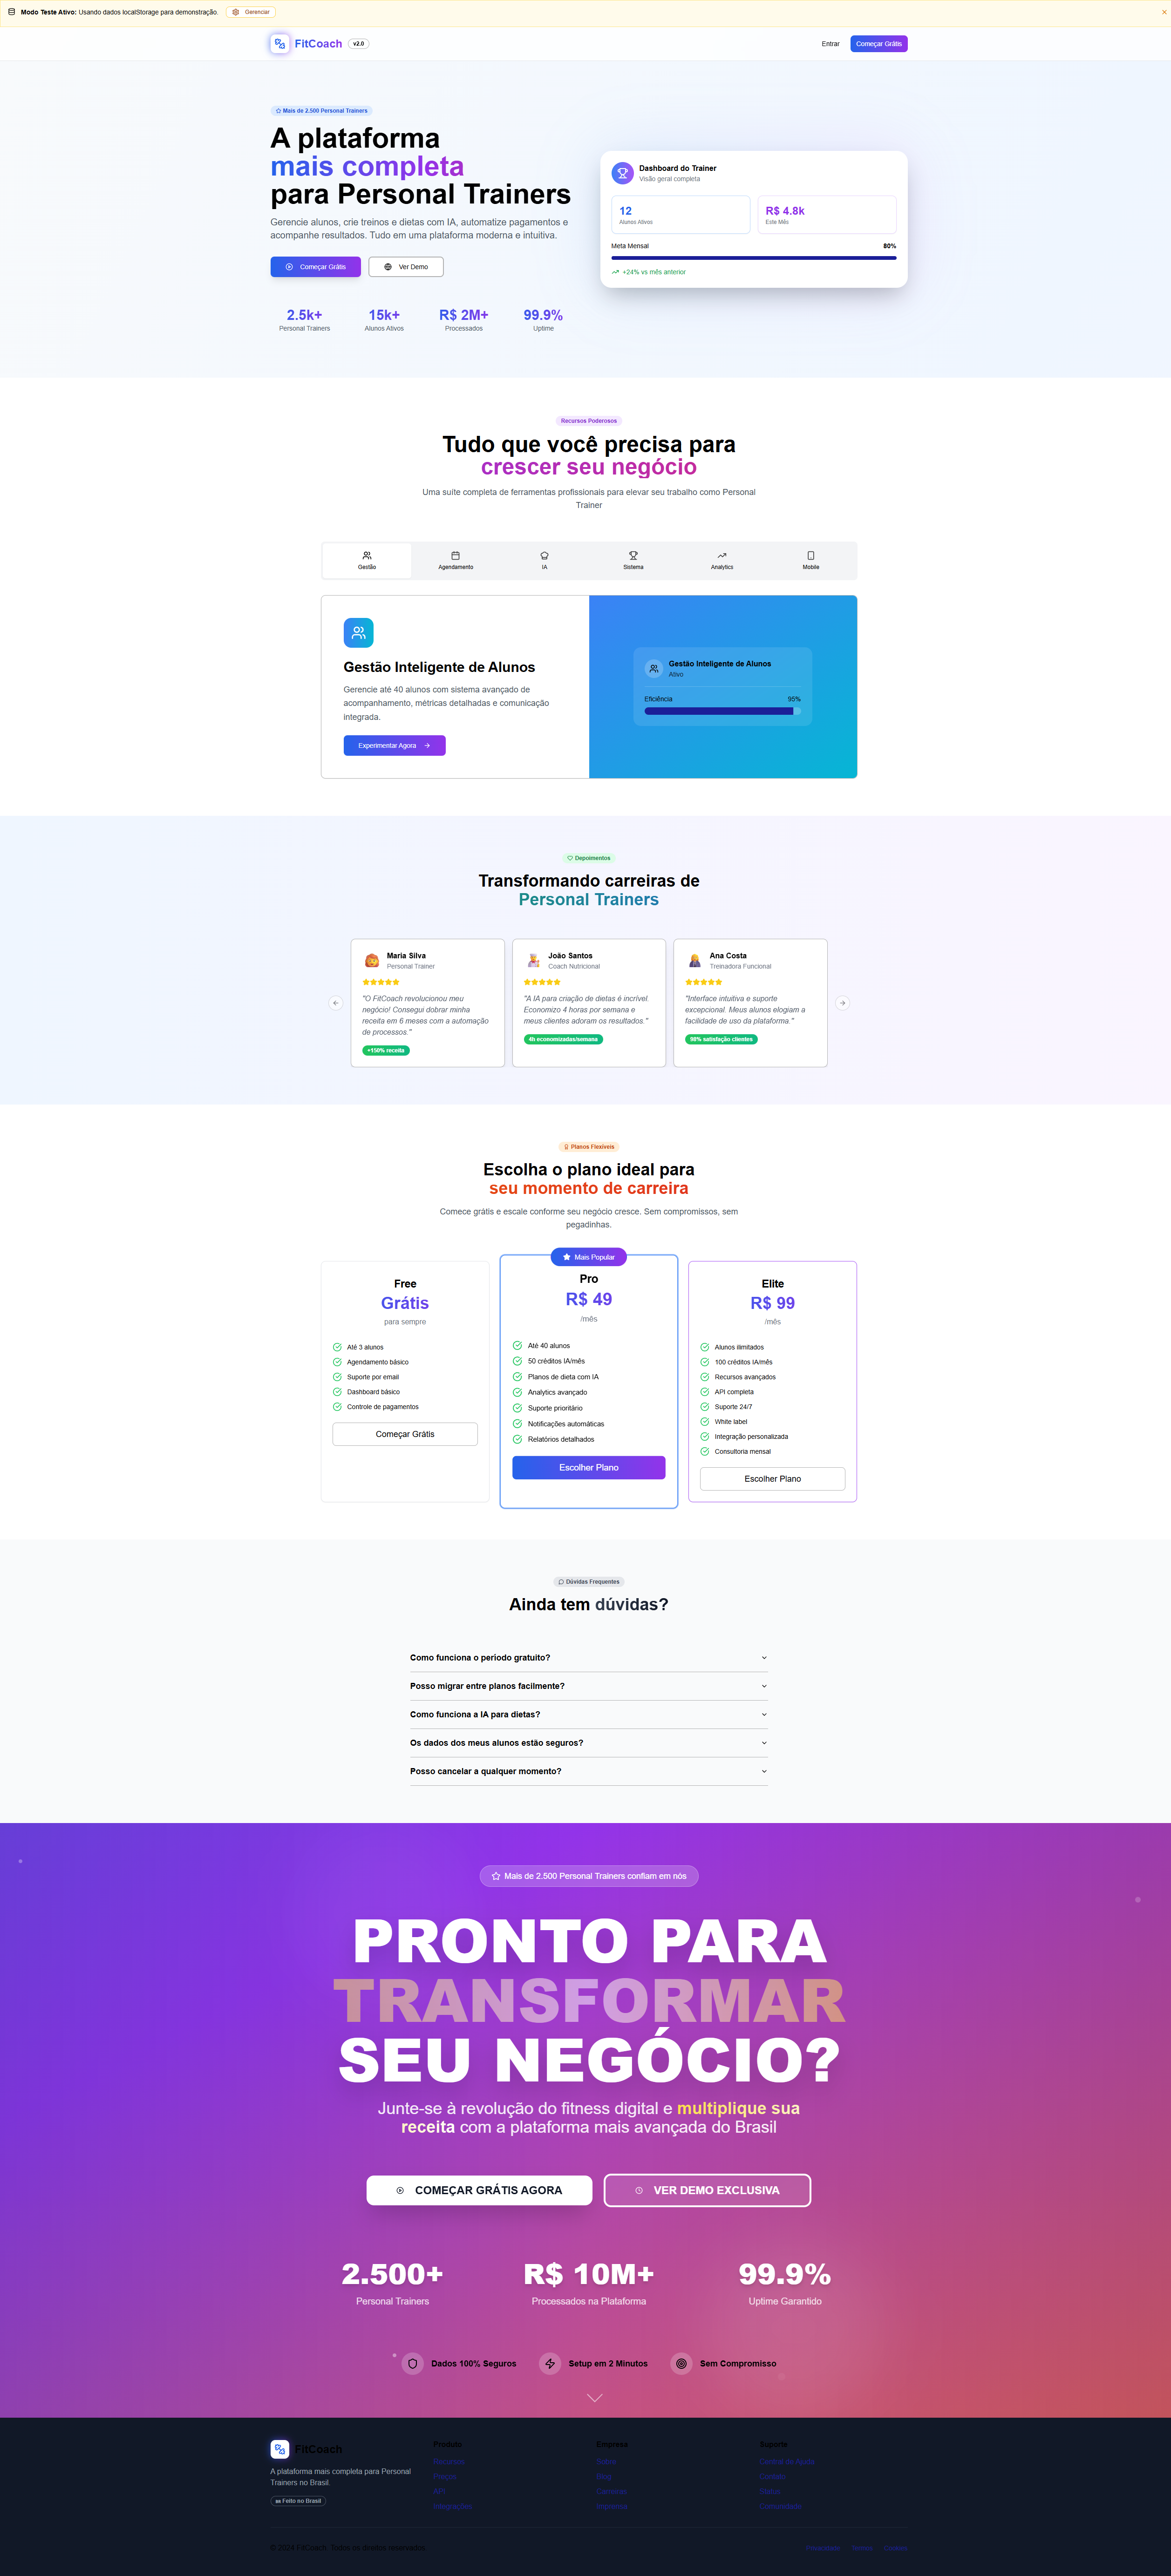 Modo Teste Ativo: Usando dados localStorage para demonstração. Gerenciar
FitCoach v2.0
Entrar Começar Grátis
Mais de 2.500 Personal Trainers
A plataforma
mais completa
para Personal Trainers
Gerencie alunos, crie treinos e dietas com IA, automatize pagamentos e
acompanhe resultados. Tudo em uma plataforma moderna e intuitiva.
Começar Grátis Ver Demo
2.5k+ 15k+ R$ 2M+ 99.9%
Personal Trainers Alunos Ativos Processados Uptime
Dashboard do Trainer
Visão geral completa
12 R$ 4.8k
Alunos Ativos Este Mês
Meta Mensal 80%
+24% vs mês anterior
Recursos Poderosos
Tudo que você precisa para
crescer seu negócio
Uma suíte completa de ferramentas profissionais para elevar seu trabalho como Personal
Trainer
Gestão Agendamento IA Sistema Analytics Mobile
Gestão Inteligente de Alunos
Gerencie até 40 alunos com sistema avançado de
acompanhamento, métricas detalhadas e comunicação
integrada.
Experimentar Agora
Gestão Inteligente de Alunos
Ativo
Eficiência 95%
Depoimentos
Transformando carreiras de
Personal Trainers
Maria Silva
Personal Trainer
"O FitCoach revolucionou meu
negócio! Consegui dobrar minha
receita em 6 meses com a automação
de processos."
+150% receita
João Santos
Coach Nutricional
"A IA para criação de dietas é incrível.
Economizo 4 horas por semana e
meus clientes adoram os resultados."
4h economizadas/semana
Ana Costa
Treinadora Funcional
"Interface intuitiva e suporte
excepcional. Meus alunos elogiam a
facilidade de uso da plataforma."
98% satisfação clientes
Planos Flexíveis
Escolha o plano ideal para
seu momento de carreira
Comece grátis e escale conforme seu negócio cresce. Sem compromissos, sem
pegadinhas.
Free
Grátis
para sempre
Até 3 alunos
Agendamento básico
Suporte por email
Dashboard básico
Controle de pagamentos
Começar Grátis
Mais Popular
Pro
R$ 49
/mês
Até 40 alunos
50 créditos IA/mês
Planos de dieta com IA
Analytics avançado
Suporte prioritário
Notificações automáticas
Relatórios detalhados
Escolher Plano
Elite
R$ 99
/mês
Alunos ilimitados
100 créditos IA/mês
Recursos avançados
API completa
Suporte 24/7
White label
Integração personalizada
Consultoria mensal
Escolher Plano
Dúvidas Frequentes
Ainda tem dúvidas?
Como funciona o período gratuito?
Posso migrar entre planos facilmente?
Como funciona a IA para dietas?
Os dados dos meus alunos estão seguros?
Posso cancelar a qualquer momento?
Mais de 2.500 Personal Trainers confiam em nós
PRONTO PARA
TRANSFORMAR
SEU NEGÓCIO?
Junte-se à revolução do fitness digital e multiplique sua
receita com a plataforma mais avançada do Brasil
COMEÇAR GRÁTIS AGORA VER DEMO EXCLUSIVA
2.500+ R$ 10M+ 99.9%
Personal Trainers Processados na Plataforma Uptime Garantido
Dados 100% Seguros Setup em 2 Minutos Sem Compromisso
FitCoach
A plataforma mais completa para Personal
Trainers no Brasil.
Feito no Brasil
Produto
Recursos
Preços
API
Integrações
Empresa
Sobre
Blog
Carreiras
Imprensa
Suporte
Central de Ajuda
Contato
Status
Comunidade
© 2024 FitCoach. Todos os direitos reservados.
Privacidade Termos Cookies